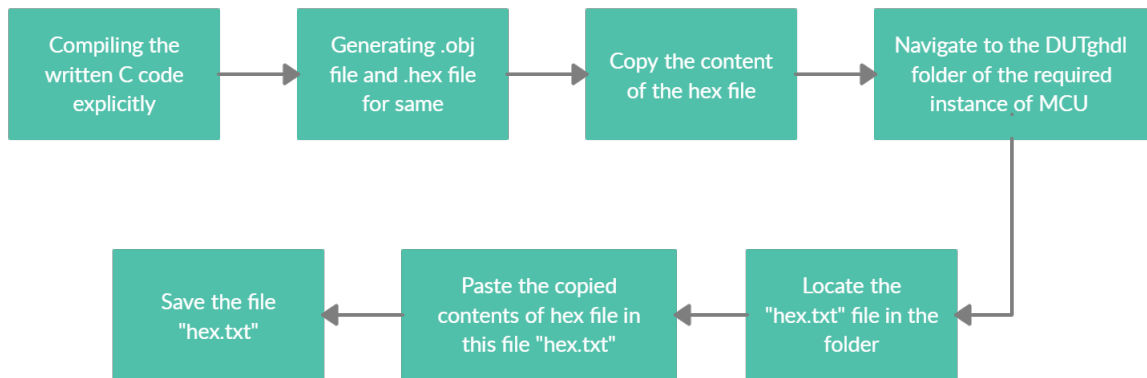 Compiling the
written C code
explicitly
Generating .obj
file and .hex file
for same
Copy the content
of the hex file
Navigate to the DUTghdl
folder of the required
instance of MCU
Locate the
"hex.txt" file in the
folder
Paste the copied
contents of hex file in
this file "hex.txt"
Save the file
"hex.txt"